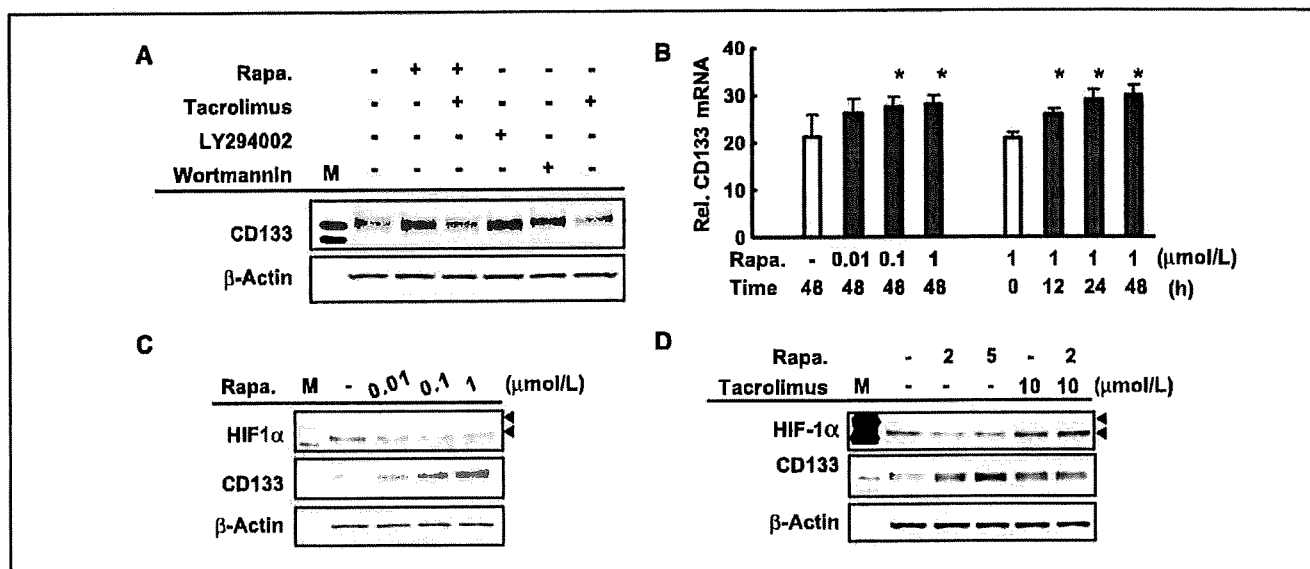 A
Rapa. - + + - - -
Tacrolimus - - + - - +
LY294002 - - - + - -
Wortmannin M - - - - + -
CD133
β-Actin
B
Rel. CD133 mRNA
40
30
20
10
0
* * * * *
Rapa. - 0.01 0.1 1 1 1 1 1 (μmol/L)
Time 48 48 48 48 0 12 24 48 (h)
C
Rapa. M - 0.01 0.1 1 (μmol/L)
HIF1α
CD133
β-Actin
D
Rapa. - 2 5 - 2
Tacrolimus M - - - 10 10 (μmol/L)
HIF-1α
CD133
β-Actin